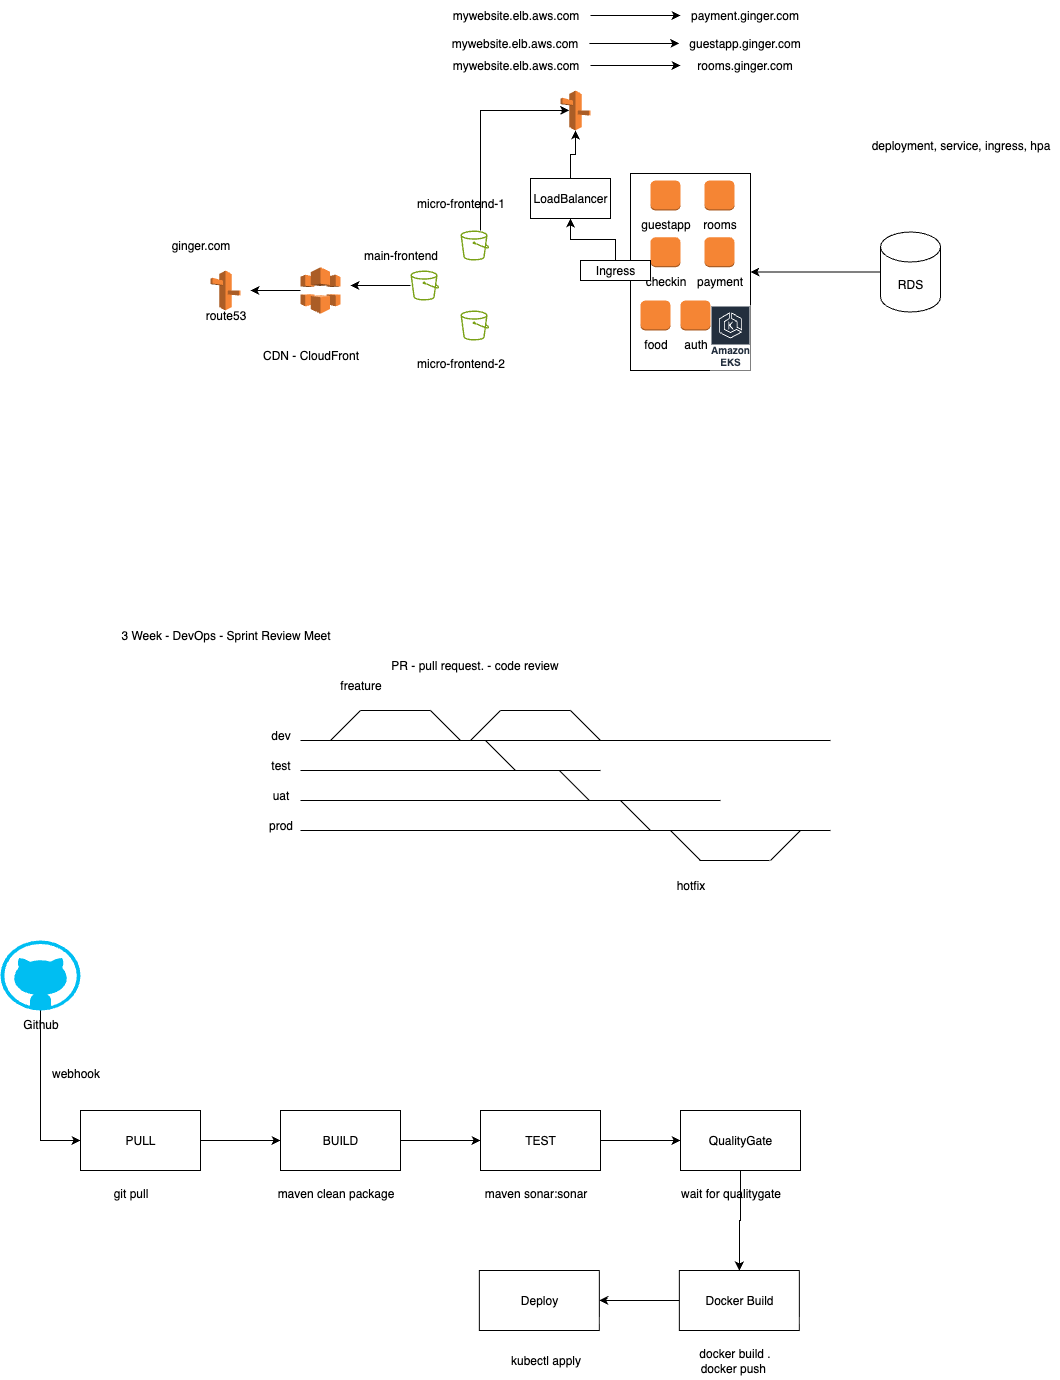 mywebsite.elb.aws.com
payment.ginger.com
mywebsite.elb.aws.com
guestapp.ginger.com
mywebsite.elb.aws.com
rooms.ginger.com
deployment, service, ingress, hpa
LoadBalancer
micro-frontend-1
guestapp
rooms
ginger.com
main-frontend
Ingress
checkin
payment
RDS
route53
food
auth
Amazon
EKS
CDN - CloudFront
micro-frontend-2
3 Week - DevOps - Sprint Review Meet
PR - pull request. - code review
freature
dev
test
uat
prod
hotfix
Github
webhook
PULL
BUILD
TEST
QualityGate
git pull
maven clean package
maven sonar:sonar
wait for qualitygate
Deploy
Docker Build
kubectl apply
docker build .
docker push